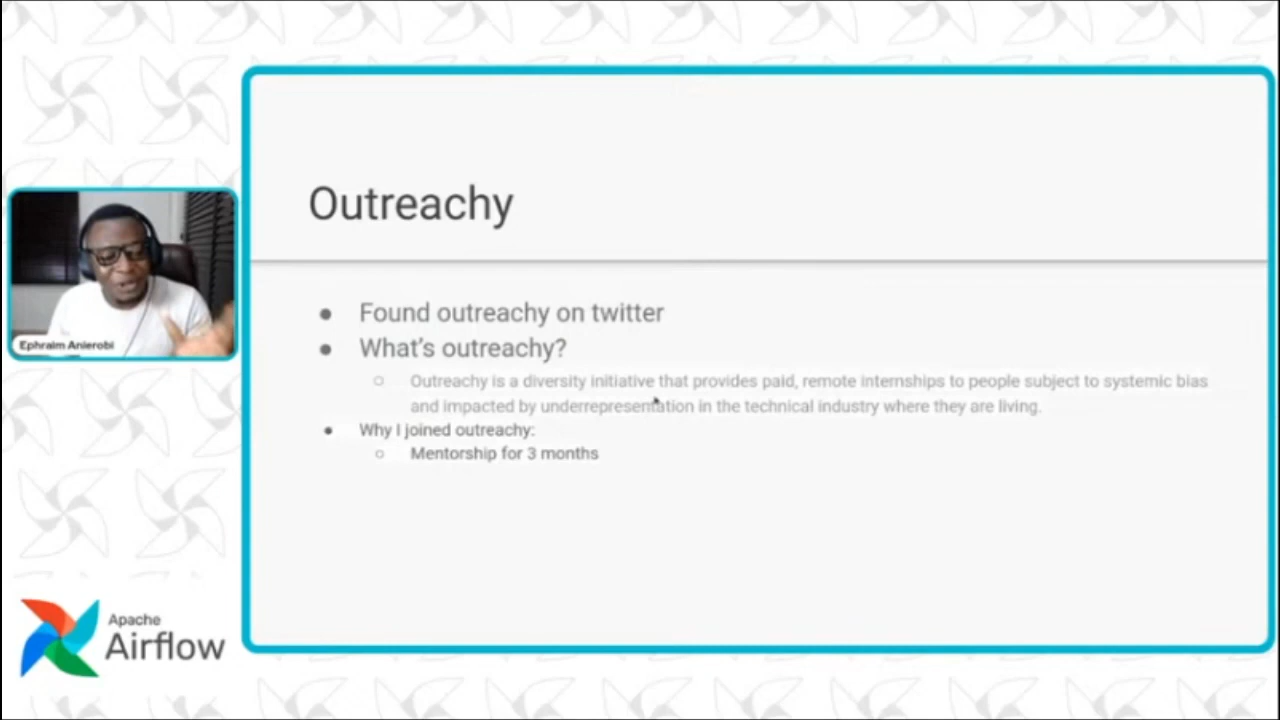 Outreachy
Found outreachy on twitter
What's outreachy?
Outreachy is a diversity initiative that provides paid, remote internships to people subject to systemic bias
and impacted by underrepresentation in the technical industry where they are living.
Why I joined outreachy:
Mentorship for 3 months
Ephraim Anierobi
Apache
Airflow